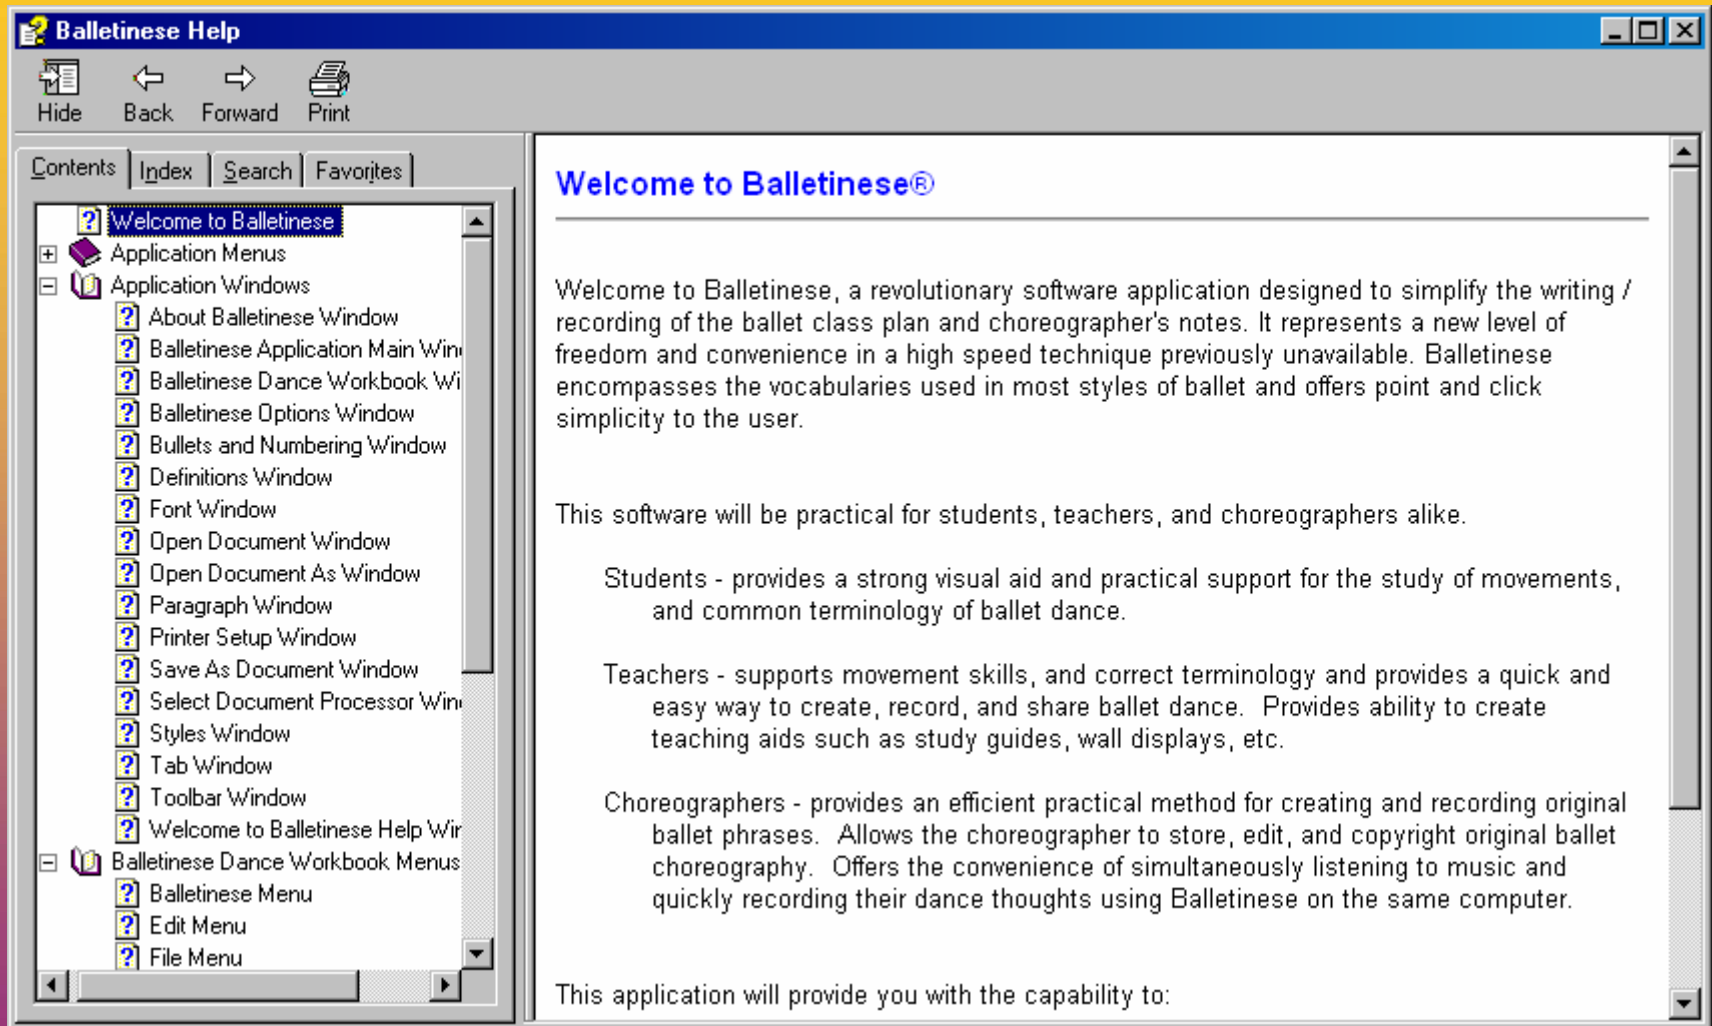 Balletinese Help
Hide Back Forward Print
Contents Index Search Favorites
Welcome to Balletinese
Application Menus
Application Windows
About Balletinese Window
Balletinese Application Main Win
Balletinese Dance Workbook Wi
Balletinese Options Window
Bullets and Numbering Window
Definitions Window
Font Window
Open Document Window
Open Document As Window
Paragraph Window
Printer Setup Window
Save As Document Window
Select Document Processor Win
Styles Window
Tab Window
Toolbar Window
Welcome to Balletinese Help Wir
Balletinese Dance Workbook Menus
Balletinese Menu
Edit Menu
File Menu
Welcome to Balletinese®
Welcome to Balletinese, a revolutionary software application designed to simplify the writing /
recording of the ballet class plan and choreographer's notes. It represents a new level of
freedom and convenience in a high speed technique previously unavailable. Balletinese
encompasses the vocabularies used in most styles of ballet and offers point and click
simplicity to the user.
This software will be practical for students, teachers, and choreographers alike.
Students - provides a strong visual aid and practical support for the study of movements,
and common terminology of ballet dance.
Teachers - supports movement skills, and correct terminology and provides a quick and
easy way to create, record, and share ballet dance.  Provides ability to create
teaching aids such as study guides, wall displays, etc.
Choreographers - provides an efficient practical method for creating and recording original
ballet phrases.  Allows the choreographer to store, edit, and copyright original ballet
choreography.  Offers the convenience of simultaneously listening to music and
quickly recording their dance thoughts using Balletinese on the same computer.
This application will provide you with the capability to: